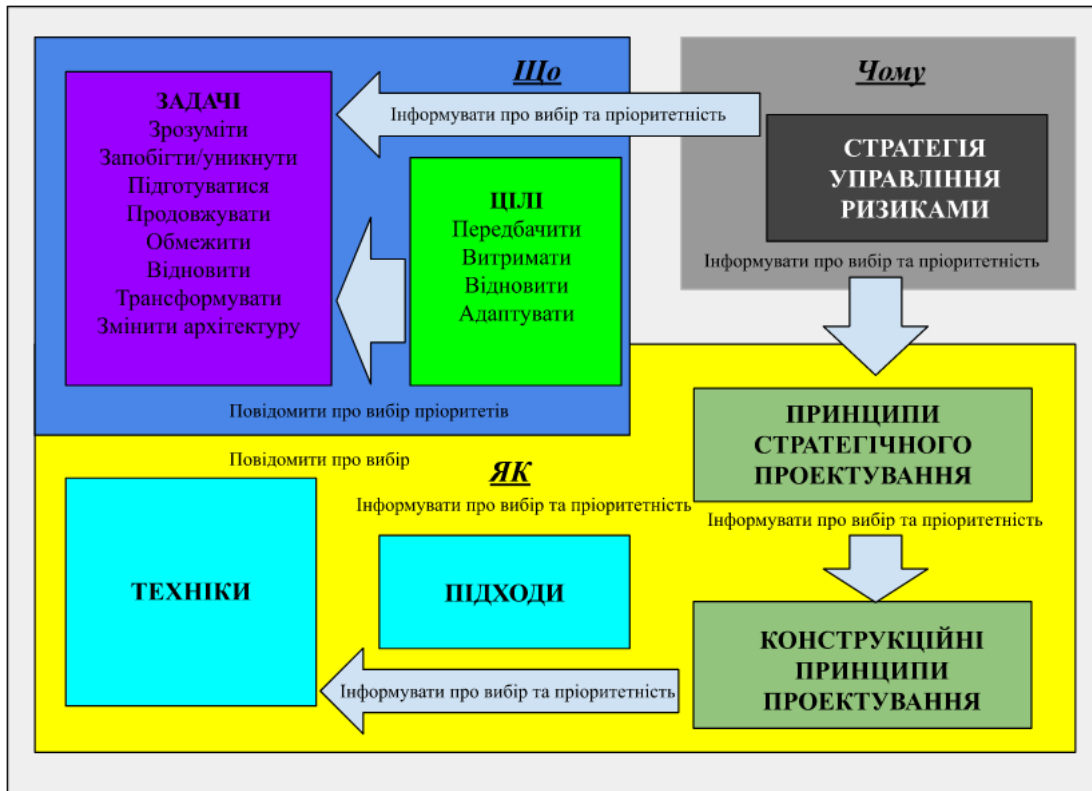 Що
ЗАДАЧІ
Зрозуміти
Запобігти/уникнути
Підготуватися
Продовжувати
Обмежити
Відновити
Трансформувати
Змінити архітектуру
Інформувати про вибір та пріоритетність
ЦІЛІ
Передбачити
Витримати
Відновити
Адаптувати
Повідомити про вибір пріоритетів
Чому
СТРАТЕГІЯ
УПРАВЛІННЯ
РИЗИКАМИ
Інформувати про вибір та пріоритетність
Повідомити про вибір
ЯК
Інформувати про вибір та пріоритетність
ПРИНЦИПИ
СТРАТЕГІЧНОГО
ПРОЕКТУВАННЯ
Інформувати про вибір та пріоритетність
ТЕХНІКИ
ПІДХОДИ
КОНСТРУКЦІЙНІ
ПРИНЦИПИ
ПРОЕКТУВАННЯ
Інформувати про вибір та пріоритетність